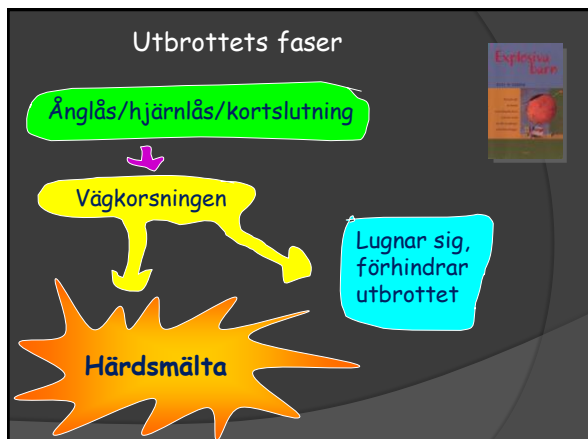 Utbrottets faser
Explosiva
barn
Ånglås/hjärnlås/kortslutning
Vägkorsningen
Lugnar sig,
förhindrar
utbrottet
Härdsmälta